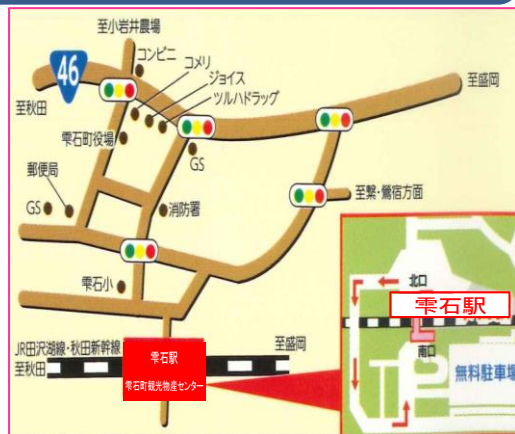 至小岩井農場
コンビニ
コメリ
ジョイス
ツルハドラッグ
46
至秋田
至盛岡
雫石町役場
GS
郵便局
GS
消防署
至繋・鶯宿方面
雫石小
JR田沢湖線・秋田新幹線
至秋田
至盛岡
雫石駅
雫石町観光物産センター
北口
雫石駅
南口
無料駐車場